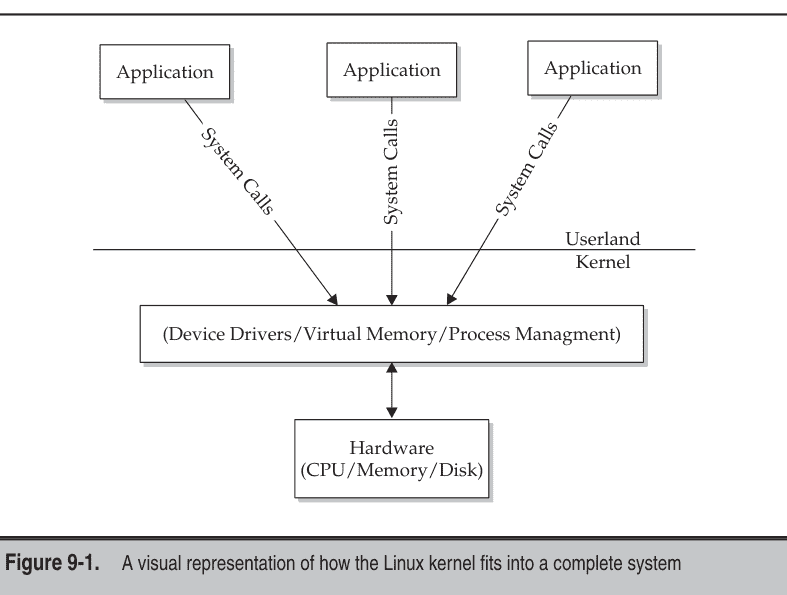 Application
Application
Application
System Calls
System Calls
System Calls
Userland
Kernel
(Device Drivers/Virtual Memory/Process Managment)
Hardware
(CPU/Memory/Disk)
Figure 9-1. A visual representation of how the Linux kernel fits into a complete system